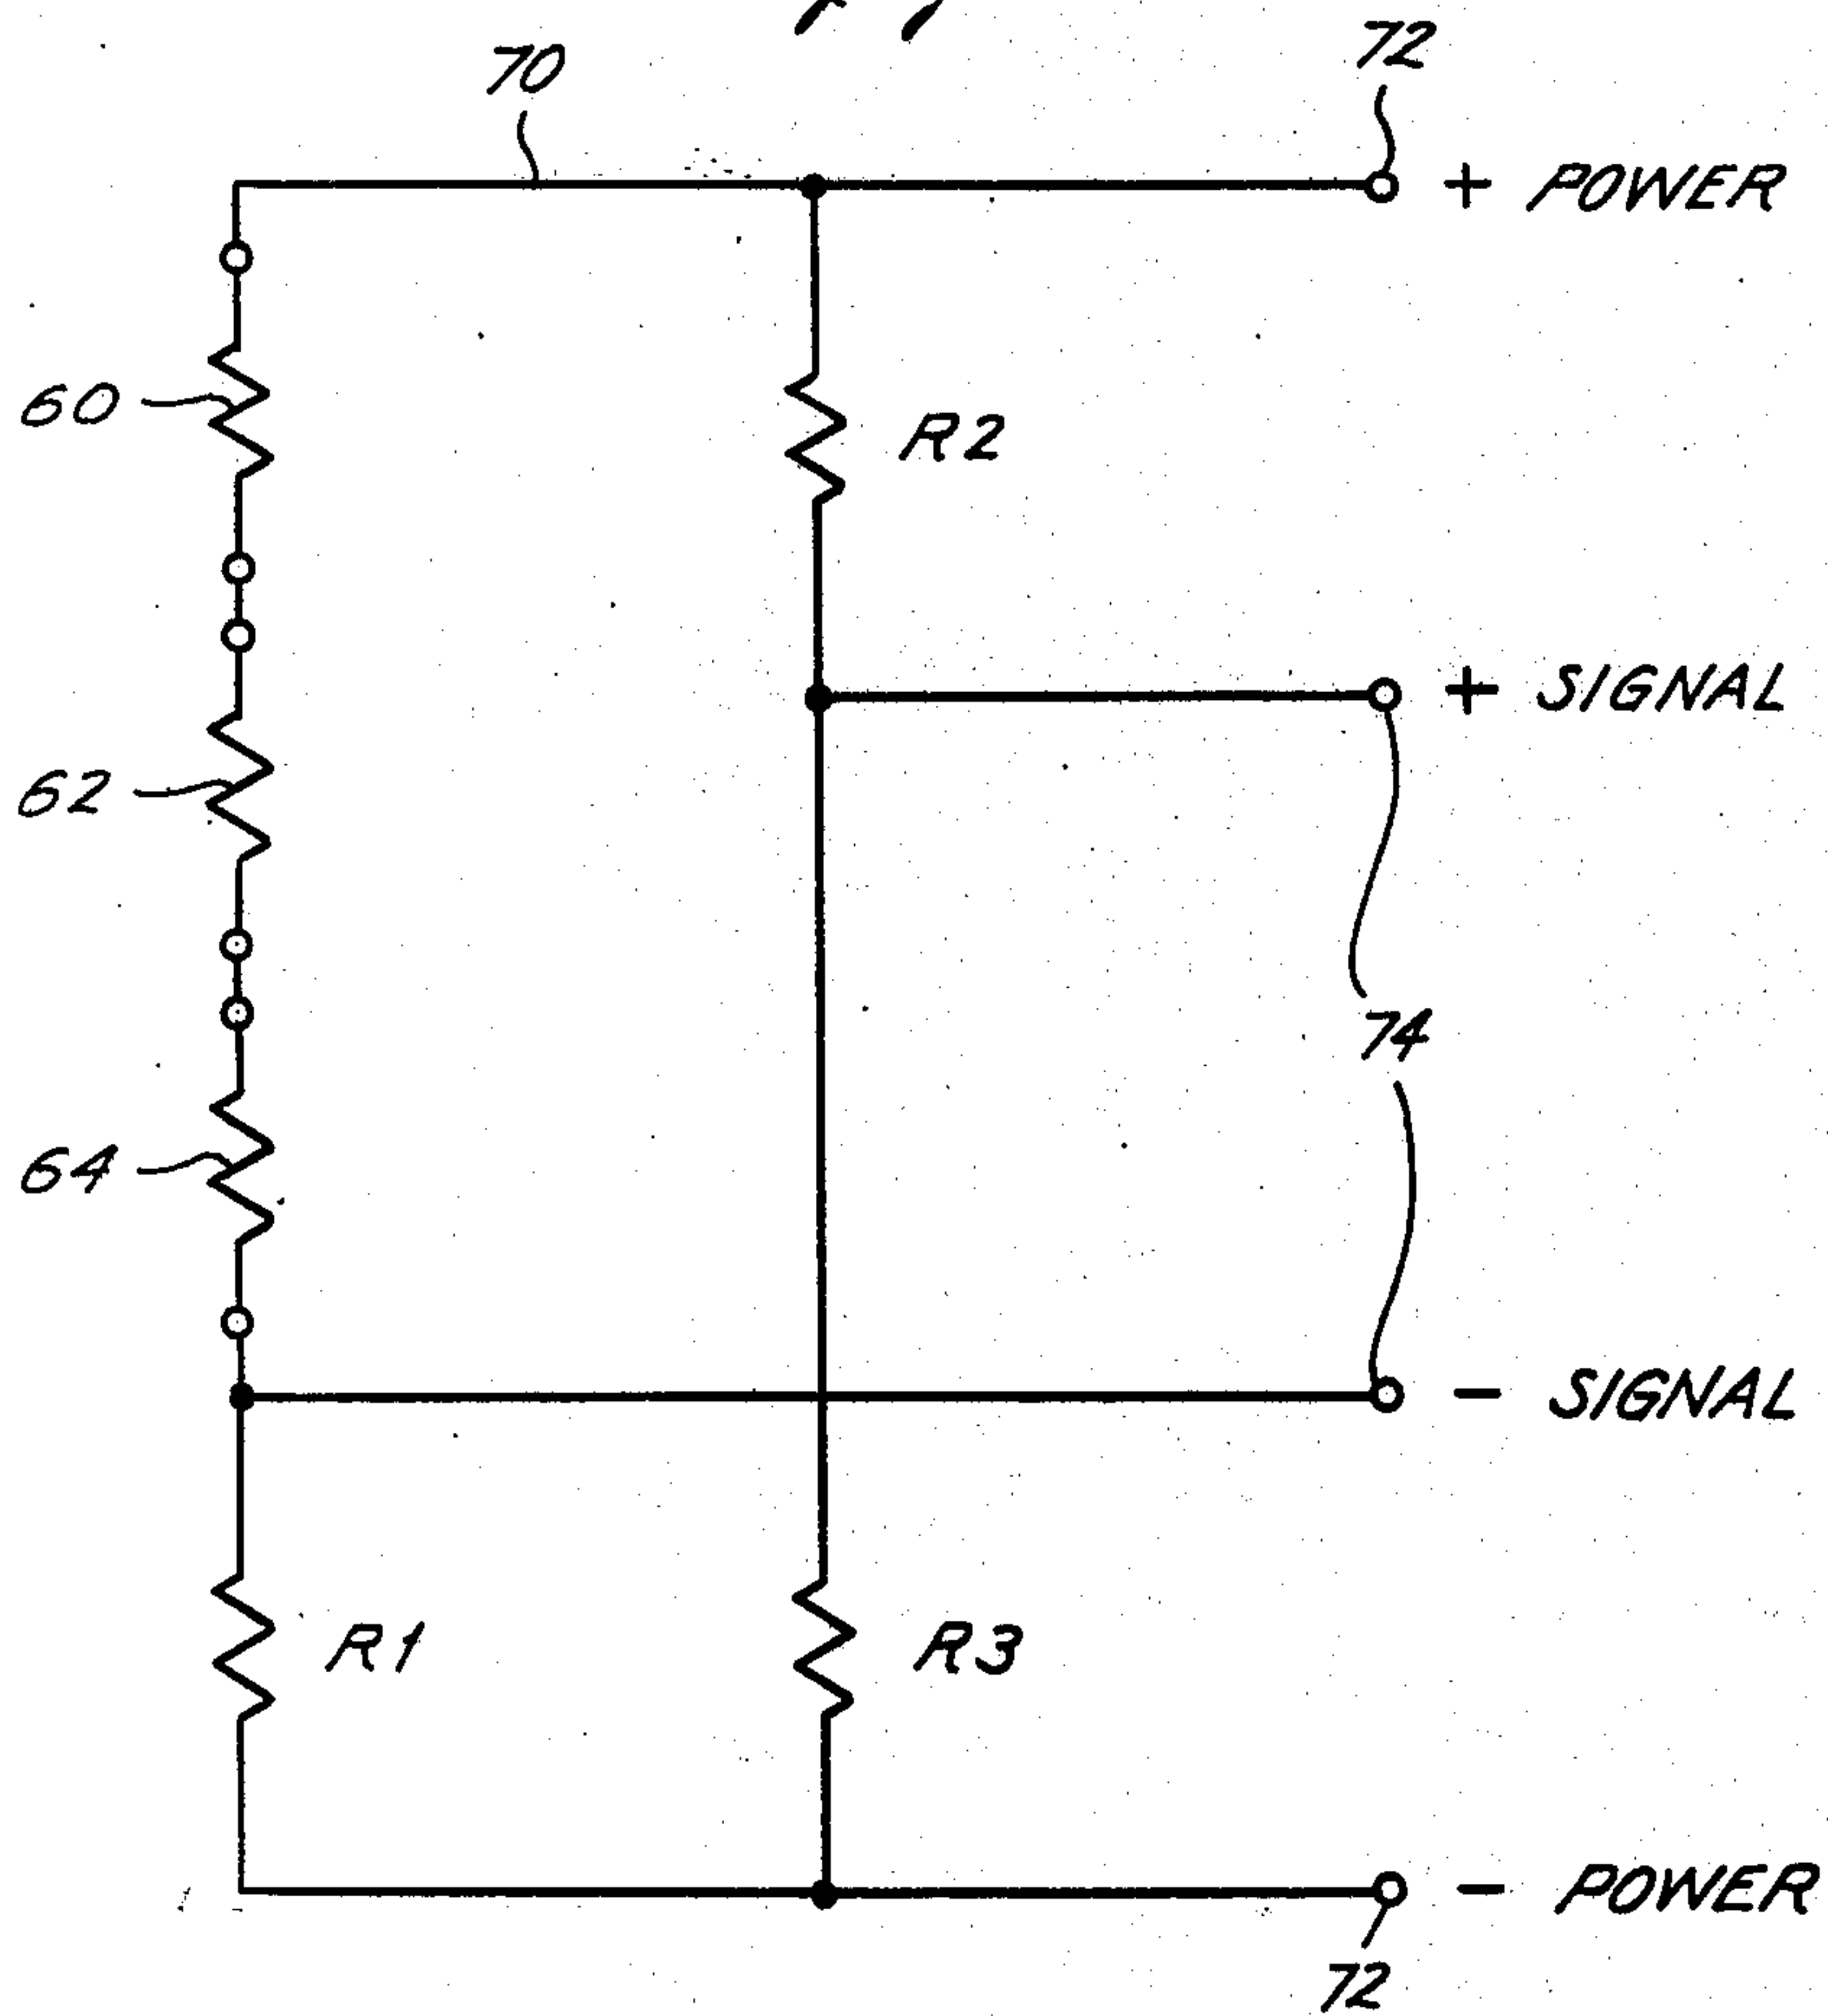 70
72
+ POWER
60
R2
+ SIGNAL
62
74
64
- SIGNAL
R1
R3
- POWER
72